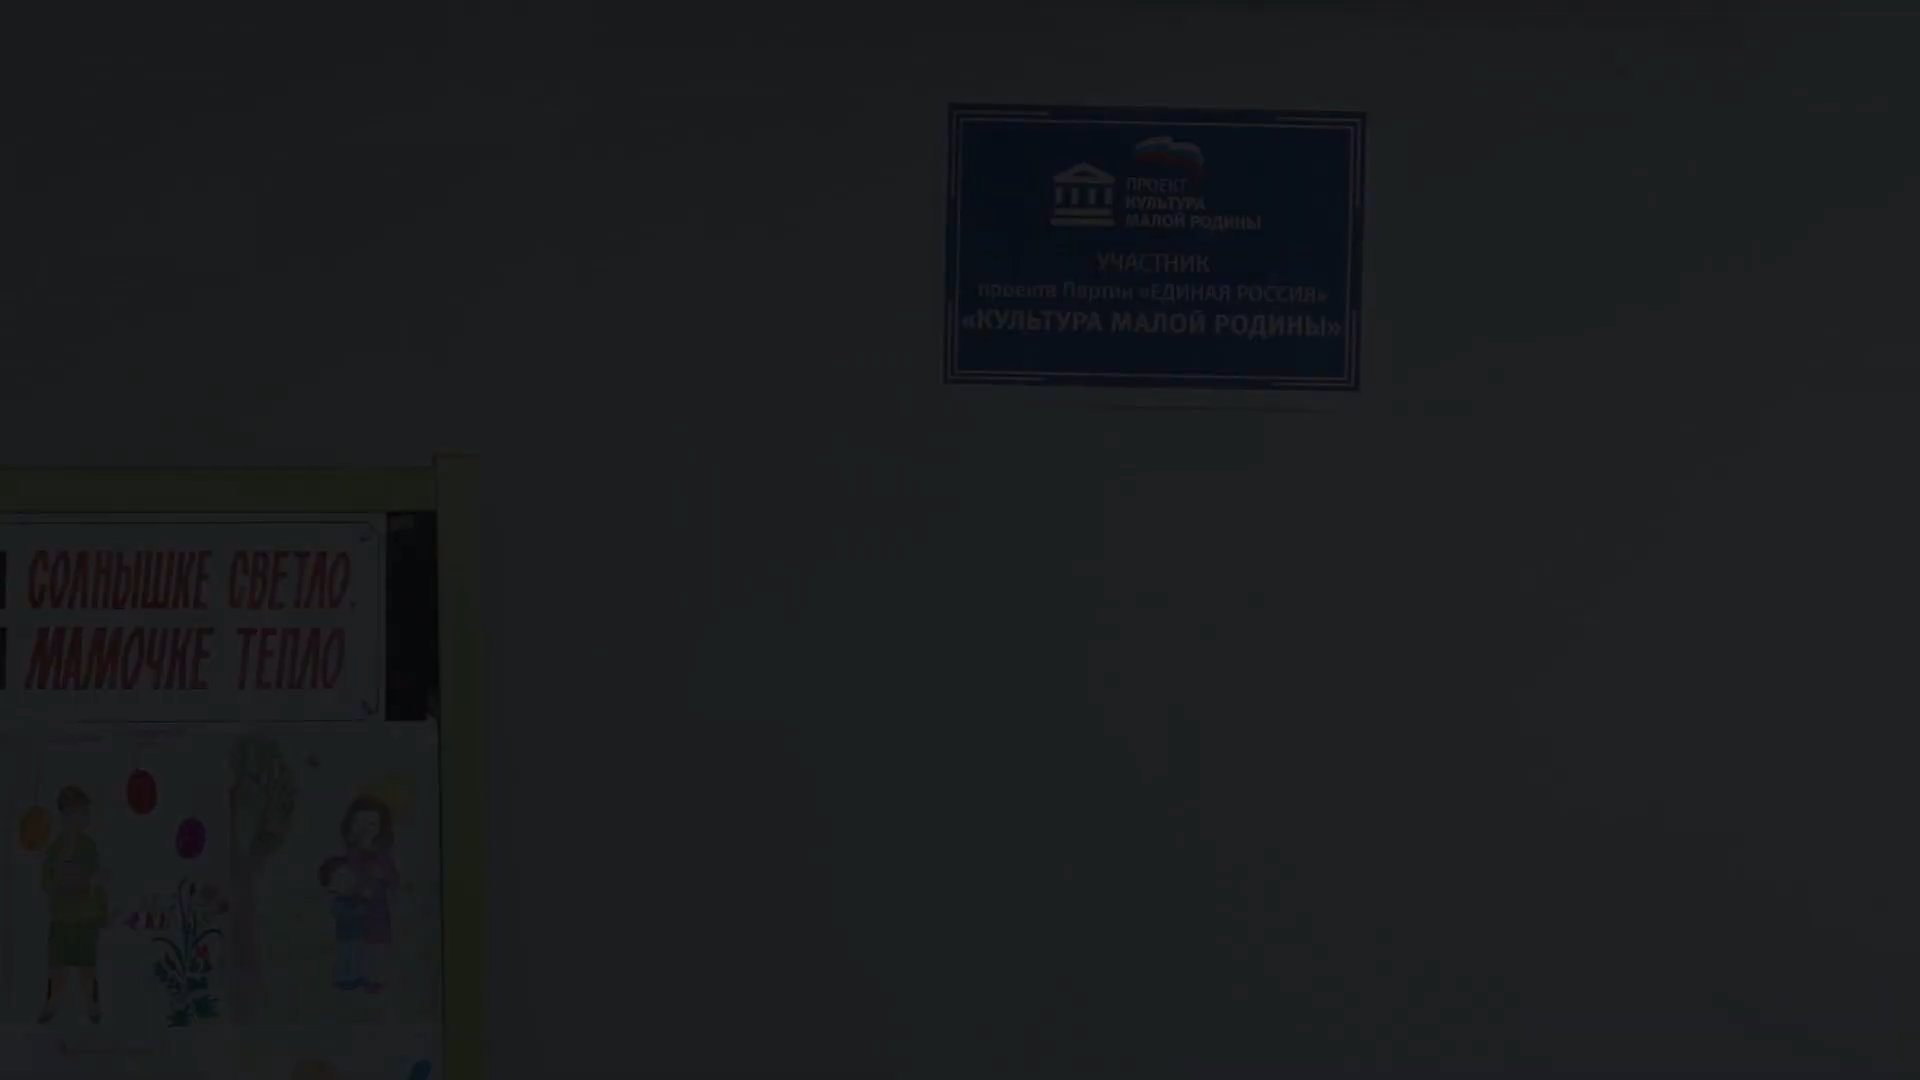 ПРОЕКТ
КУЛЬТУРА
МАЛОЙ РОДИНЫ
УЧАСТНИК
проекта Партии «ЕДИНАЯ РОССИЯ»
«КУЛЬТУРА МАЛОЙ РОДИНЫ»
СОЛНЫШКЕ СВЕТЛО,
МАМОЧКЕ ТЕПЛО